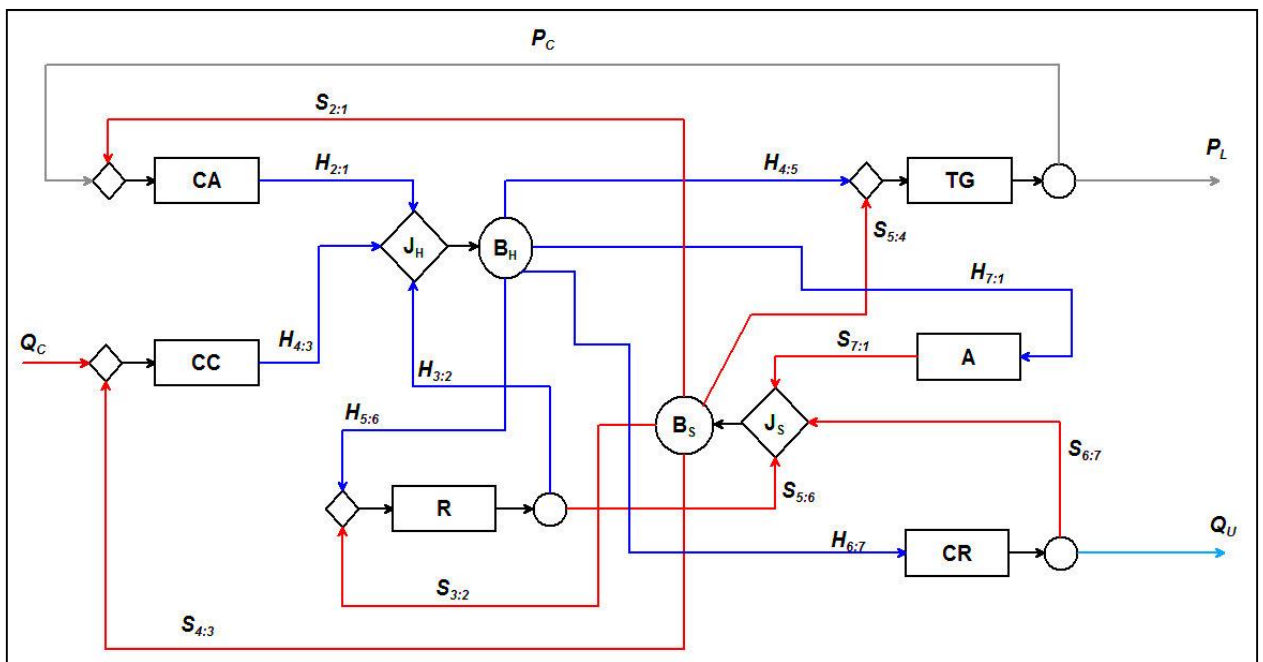 P_C
S_2:1
P_L
H_2:1
H_4:5
CA
TG
S_5:4
J_H
B_H
H_7:1
Q_C
H_4:3
S_7:1
CC
A
H_3:2
H_5:6
B_S
J_S
S_6:7
S_5:6
R
Q_U
H_6:7
CR
S_3:2
S_4:3